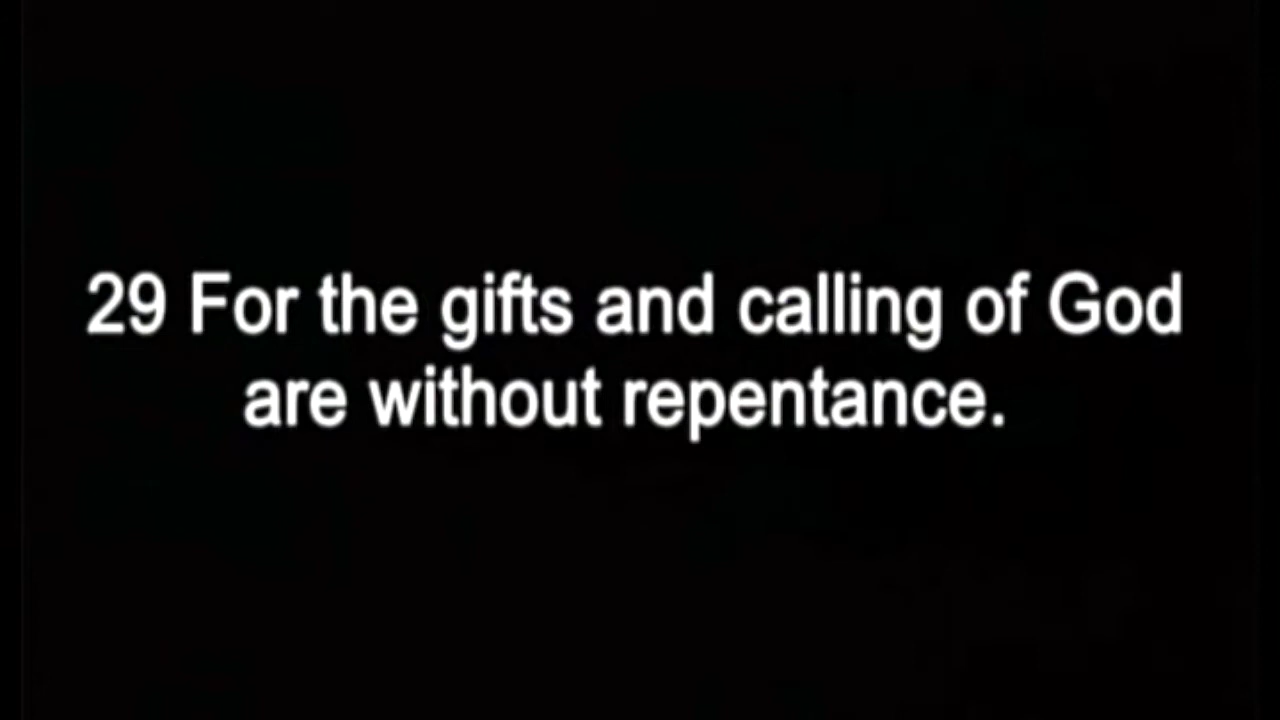 29 For the gifts and calling of God
are without repentance.